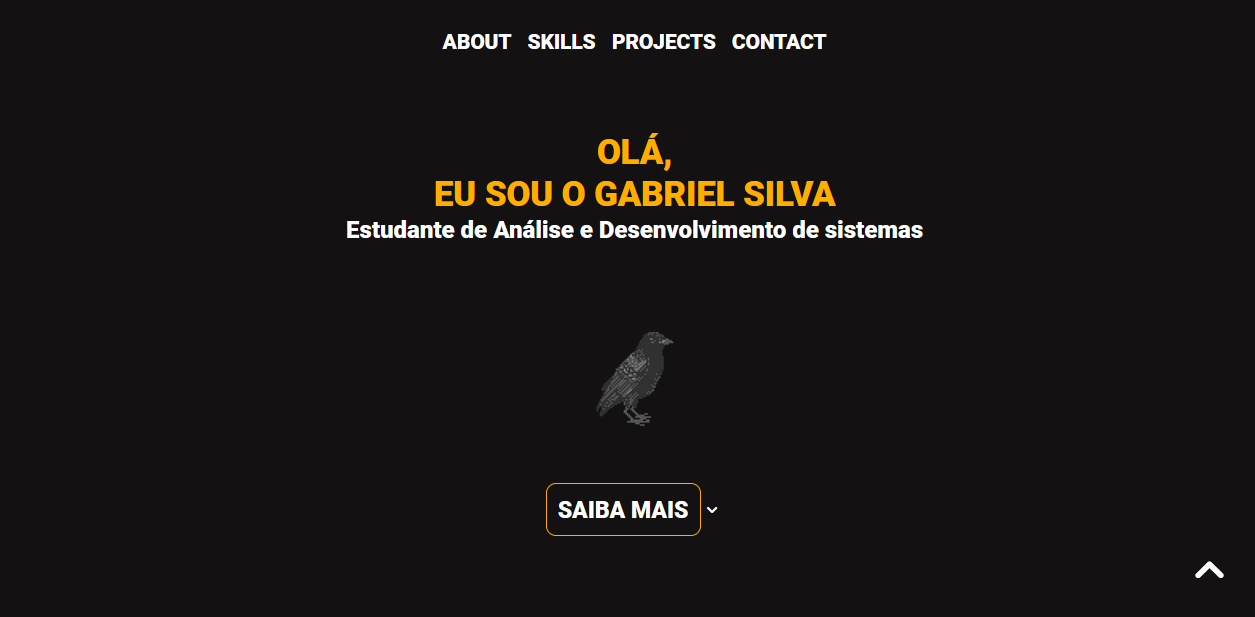 ABOUT SKILLS PROJECTS CONTACT
OLÁ,
EU SOU O GABRIEL SILVA
Estudante de Análise e Desenvolvimento de sistemas
SAIBA MAIS